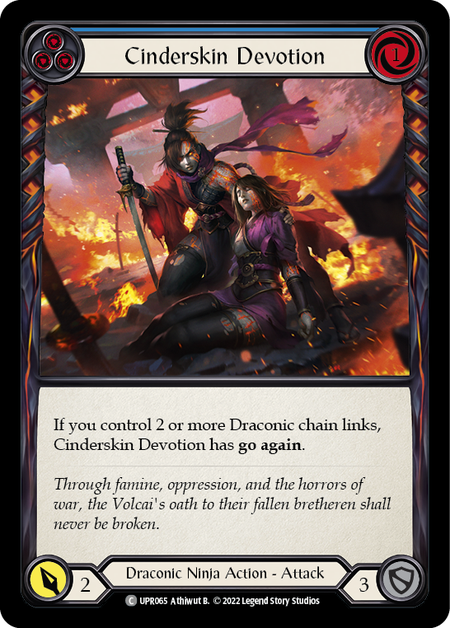 Cinderskin Devotion
1
If you control 2 or more Draconic chain links,
Cinderskin Devotion has go again.
Through famine, oppression, and the horrors of
war, the Volcai's oath to their fallen bretheren shall
never be broken.
2
Draconic Ninja Action - Attack
3
C UPR065 Athiwut B. © 2022 Legend Story Studios